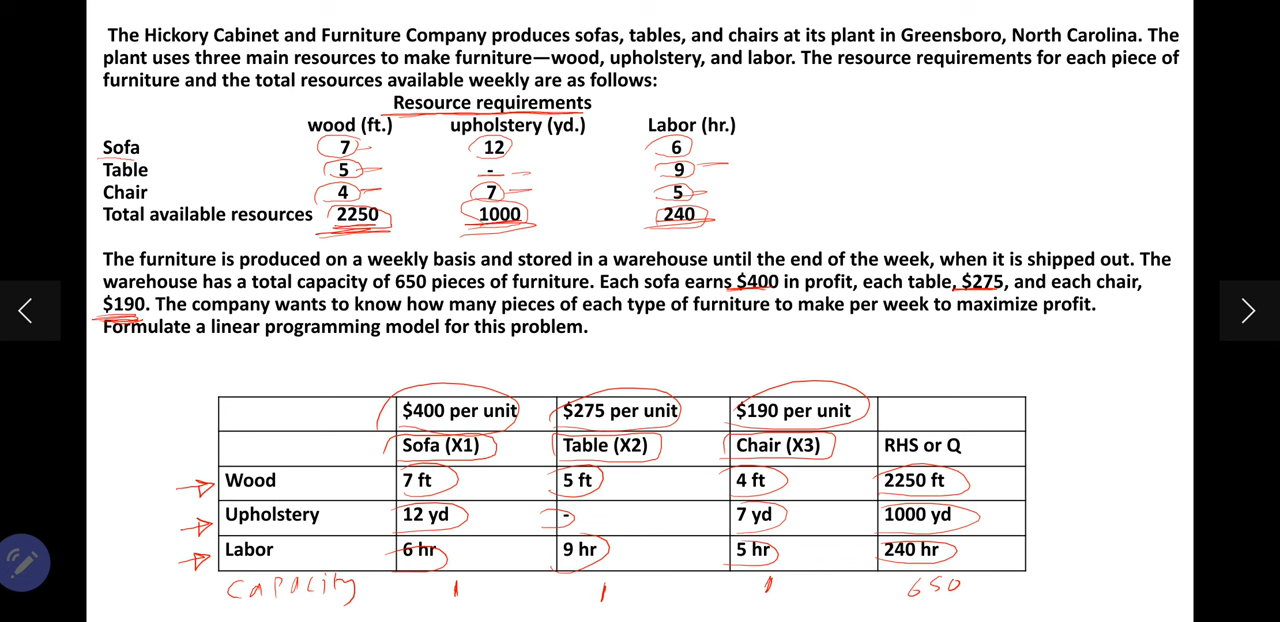 The Hickory Cabinet and Furniture Company produces sofas, tables, and chairs at its plant in Greensboro, North Carolina. The
plant uses three main resources to make furniture—wood, upholstery, and labor. The resource requirements for each piece of
furniture and the total resources available weekly are as follows:
Resource requirements
wood (ft.) upholstery (yd.) Labor (hr.)
Sofa 7 12 6
Table 5 - 9
Chair 4 7 5
Total available resources 2250 1000 240
The furniture is produced on a weekly basis and stored in a warehouse until the end of the week, when it is shipped out. The
warehouse has a total capacity of 650 pieces of furniture. Each sofa earns $400 in profit, each table, $275, and each chair,
$190. The company wants to know how many pieces of each type of furniture to make per week to maximize profit.
Formulate a linear programming model for this problem.
$400 per unit $275 per unit $190 per unit
Sofa (X1) Table (X2) Chair (X3) RHS or Q
Wood 7 ft 5 ft 4 ft 2250 ft
Upholstery 12 yd - 7 yd 1000 yd
Labor 6 hr 9 hr 5 hr 240 hr
CAPACITY 1 1 1 650